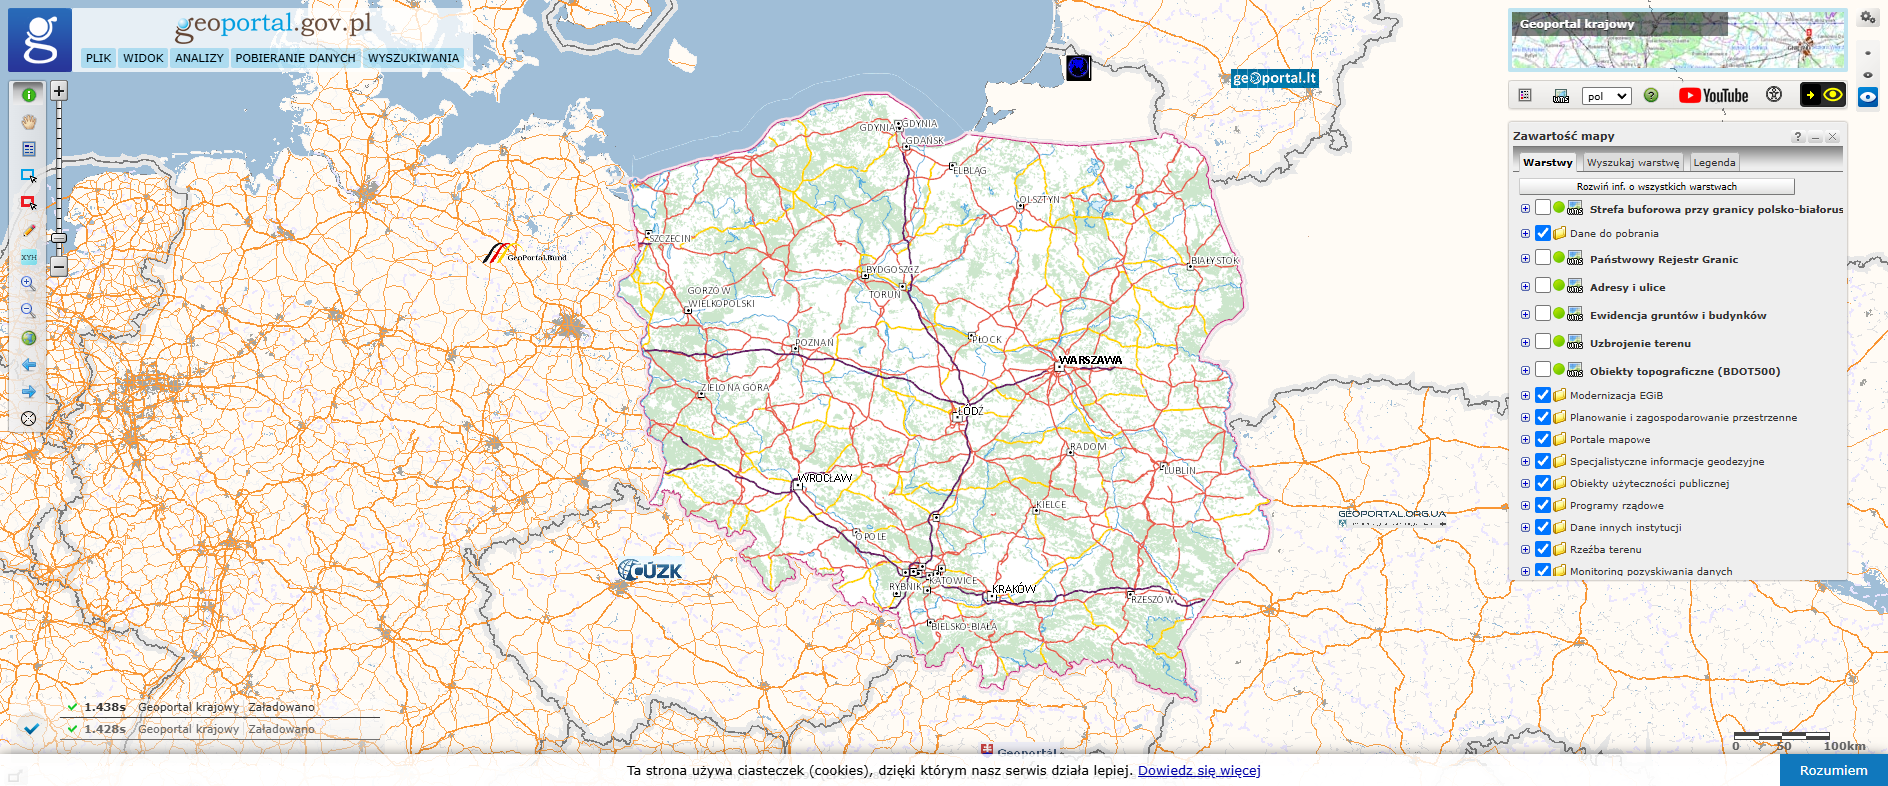 geoportal.gov.pl
PLIK WIDOK ANALIZY POBIERANIE DANYCH WYSZUKIWANIA
XYH
Geoportal krajowy
pol
YouTube
Zawartość mapy
Warstwy Wyszukaj warstwę Legenda
Rozwiń inf. o wszystkich warstwach
Strefa buforowa przy granicy polsko-białorus
Dane do pobrania
Państwowy Rejestr Granic
Adresy i ulice
Ewidencja gruntów i budynków
Uzbrojenie terenu
Obiekty topograficzne (BDOT500)
Modernizacja EGiB
Planowanie i zagospodarowanie przestrzenne
Portale mapowe
Specjalistyczne informacje geodezyjne
Obiekty użyteczności publicznej
Programy rządowe
Dane innych instytucji
Rzeźba terenu
Monitoring pozyskiwania danych
geoportal.lt
GDYNIA GDYNIA
GDAŃSK
ELBLĄG
OLSZTYN
SZCZECIN
GeoPortal.Bund
BIAŁYSTOK
BYDGOSZCZ
TORUŃ
GORZÓW
WIELKOPOLSKI
PŁOCK
POZNAŃ
WARSZAWA
ZIELONA GÓRA
ŁÓDŹ
RADOM
LUBLIN
WROCŁAW
KIELCE
GEOPORTAL.ORG.UA
OPOLE
ÚZK
KATOWICE
RYBNIK
KRAKÓW
RZESZÓW
BIELSKO-BIAŁA
1.438s Geoportal krajowy Załadowano
1.428s Geoportal krajowy Załadowano
Geoportál
0 50 100km
Ta strona używa ciasteczek (cookies), dzięki którym nasz serwis działa lepiej. Dowiedz się więcej
Rozumiem